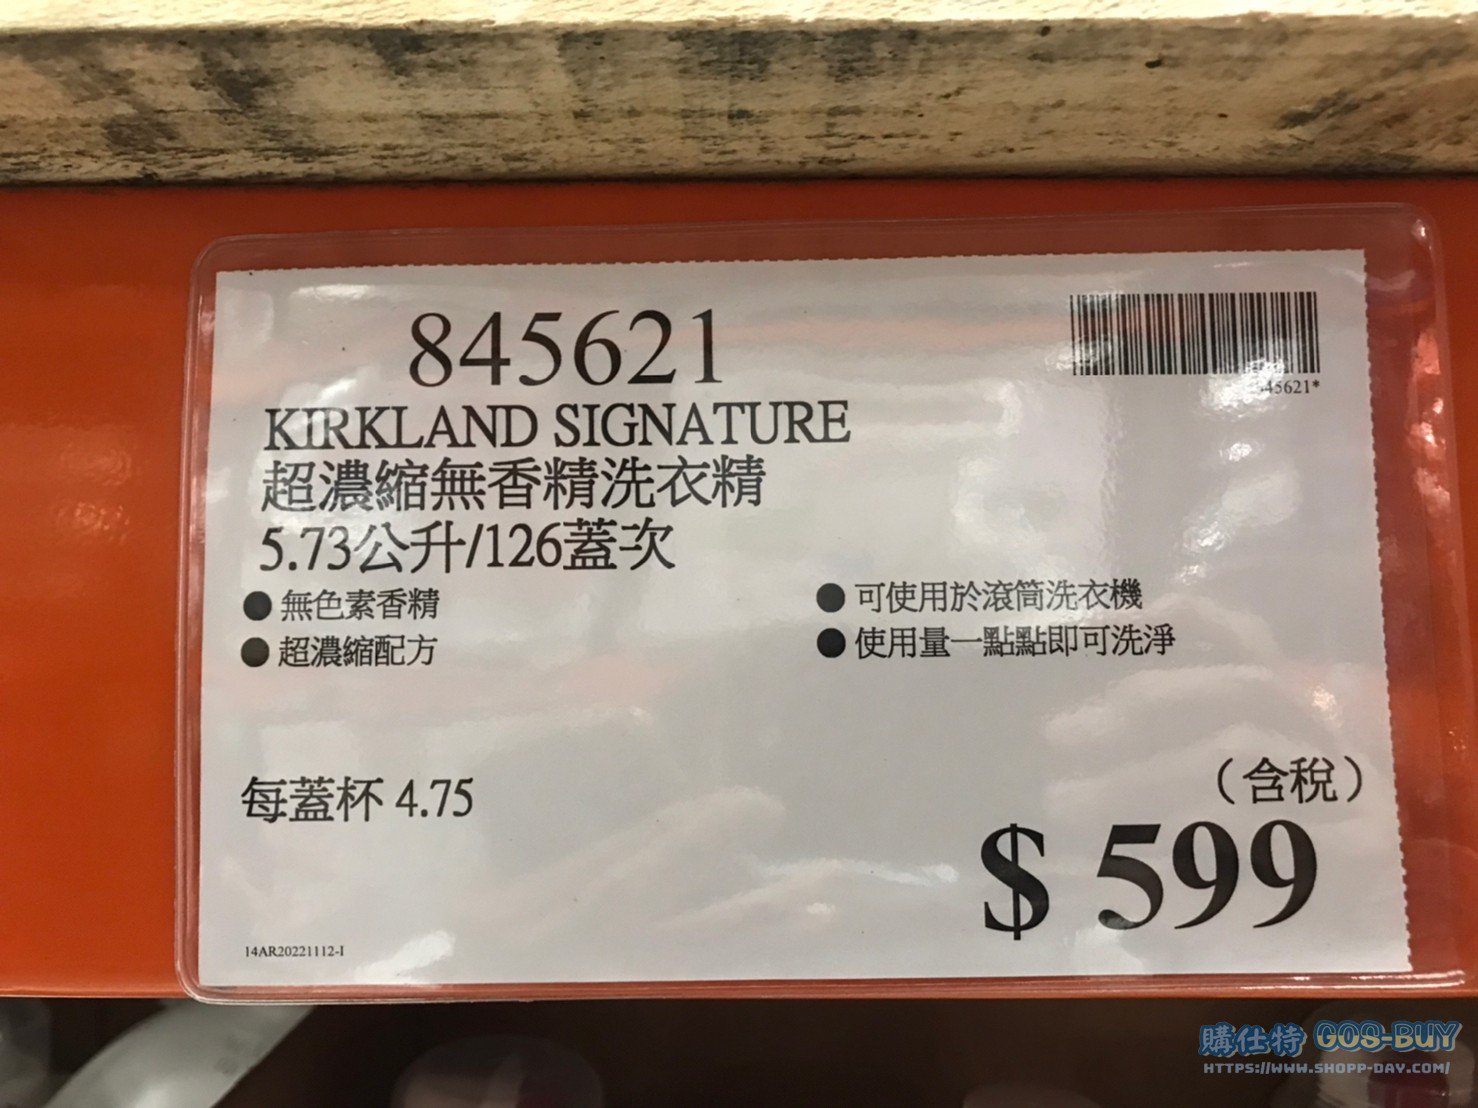 845621
45621*
KIRKLAND SIGNATURE
超濃縮無香精洗衣精
5.73公升/126蓋次
● 無色素香精
● 超濃縮配方
● 可使用於滾筒洗衣機
● 使用量一點點即可洗淨
每蓋杯 4.75
（含稅）
$ 599
14AR20221112-I
購仕特 GOS-BUY
HTTPS://WWW.SHOPP-DAY.COM/